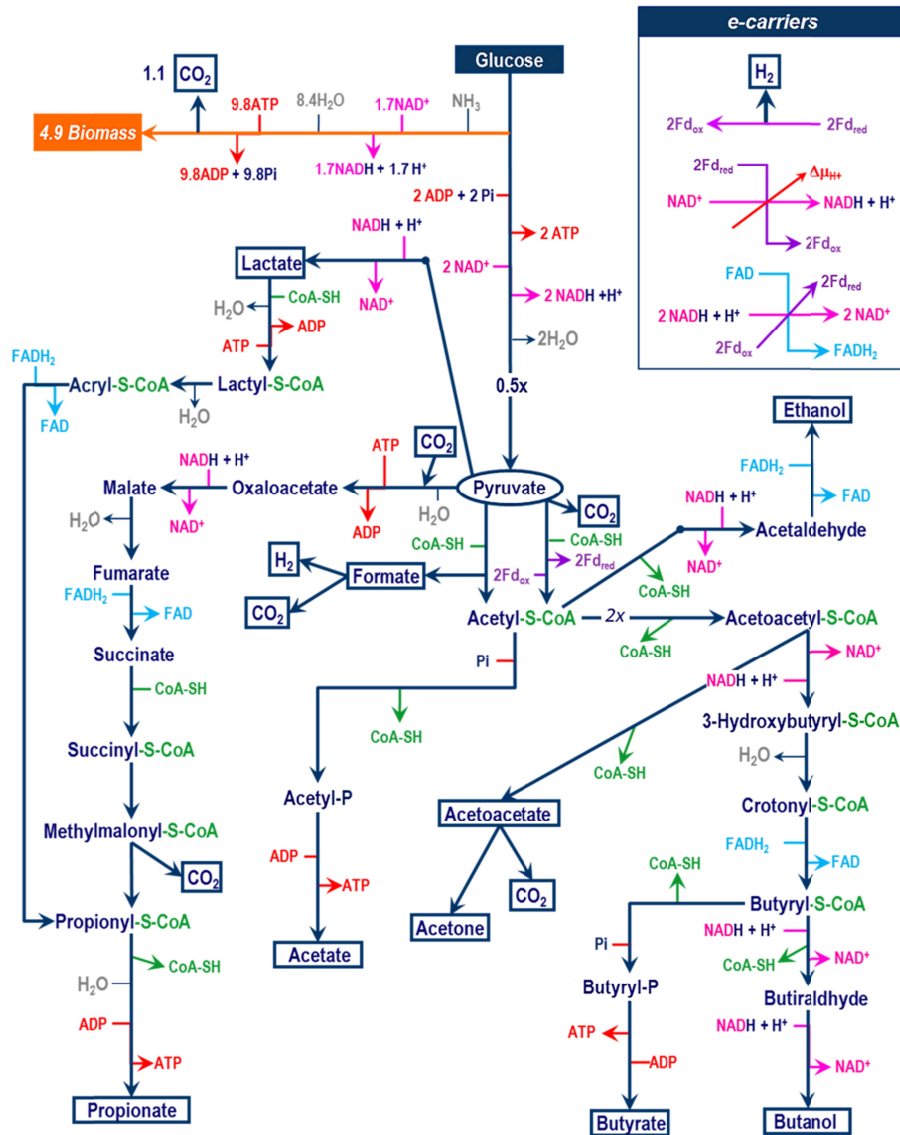 e-carriers
H₂
2Fdox
2Fdred
2Fdred
ΔμH+
NAD⁺
NADH + H⁺
2Fdox
FAD
2Fdred
2 NADH + H⁺
2 NAD⁺
2Fdox
FADH₂
Glucose
1.1 CO₂
9.8ATP
8.4H₂O
1.7NAD⁺
NH₃
4.9 Biomass
9.8ADP + 9.8Pi
1.7NADH + 1.7 H⁺
2 ADP + 2 Pi
2 ATP
2 NAD⁺
2 NADH +H⁺
2H₂O
0.5x
NADH + H⁺
Lactate
NAD⁺
CoA-SH
H₂O
ADP
ATP
FADH₂
Acryl-S-CoA
Lactyl-S-CoA
FAD
H₂O
ATP
CO₂
NADH + H⁺
Malate
Oxaloacetate
Pyruvate
H₂O
NAD⁺
ADP
H₂O
CO₂
Ethanol
FADH₂
FAD
NADH + H⁺
Acetaldehyde
NAD⁺
CoA-SH
CoA-SH
CoA-SH
2Fdred
2Fdox
H₂
Formate
CO₂
Fumarate
FADH₂
FAD
Succinate
CoA-SH
Succinyl-S-CoA
Methylmalonyl-S-CoA
CO₂
Propionyl-S-CoA
CoA-SH
H₂O
ADP
ATP
Propionate
Acetyl-S-CoA
2x
Acetoacetyl-S-CoA
CoA-SH
Pi
CoA-SH
Acetyl-P
ADP
ATP
Acetate
NAD⁺
NADH + H⁺
3-Hydroxybutyryl-S-CoA
CoA-SH
H₂O
Acetoacetate
Crotonyl-S-CoA
FADH₂
FAD
CO₂
Acetone
CoA-SH
Butyryl-S-CoA
NADH + H⁺
CoA-SH
NAD⁺
Pi
Butyryl-P
Butiraldhyde
ATP
ADP
NADH + H⁺
NAD⁺
Butyrate
Butanol